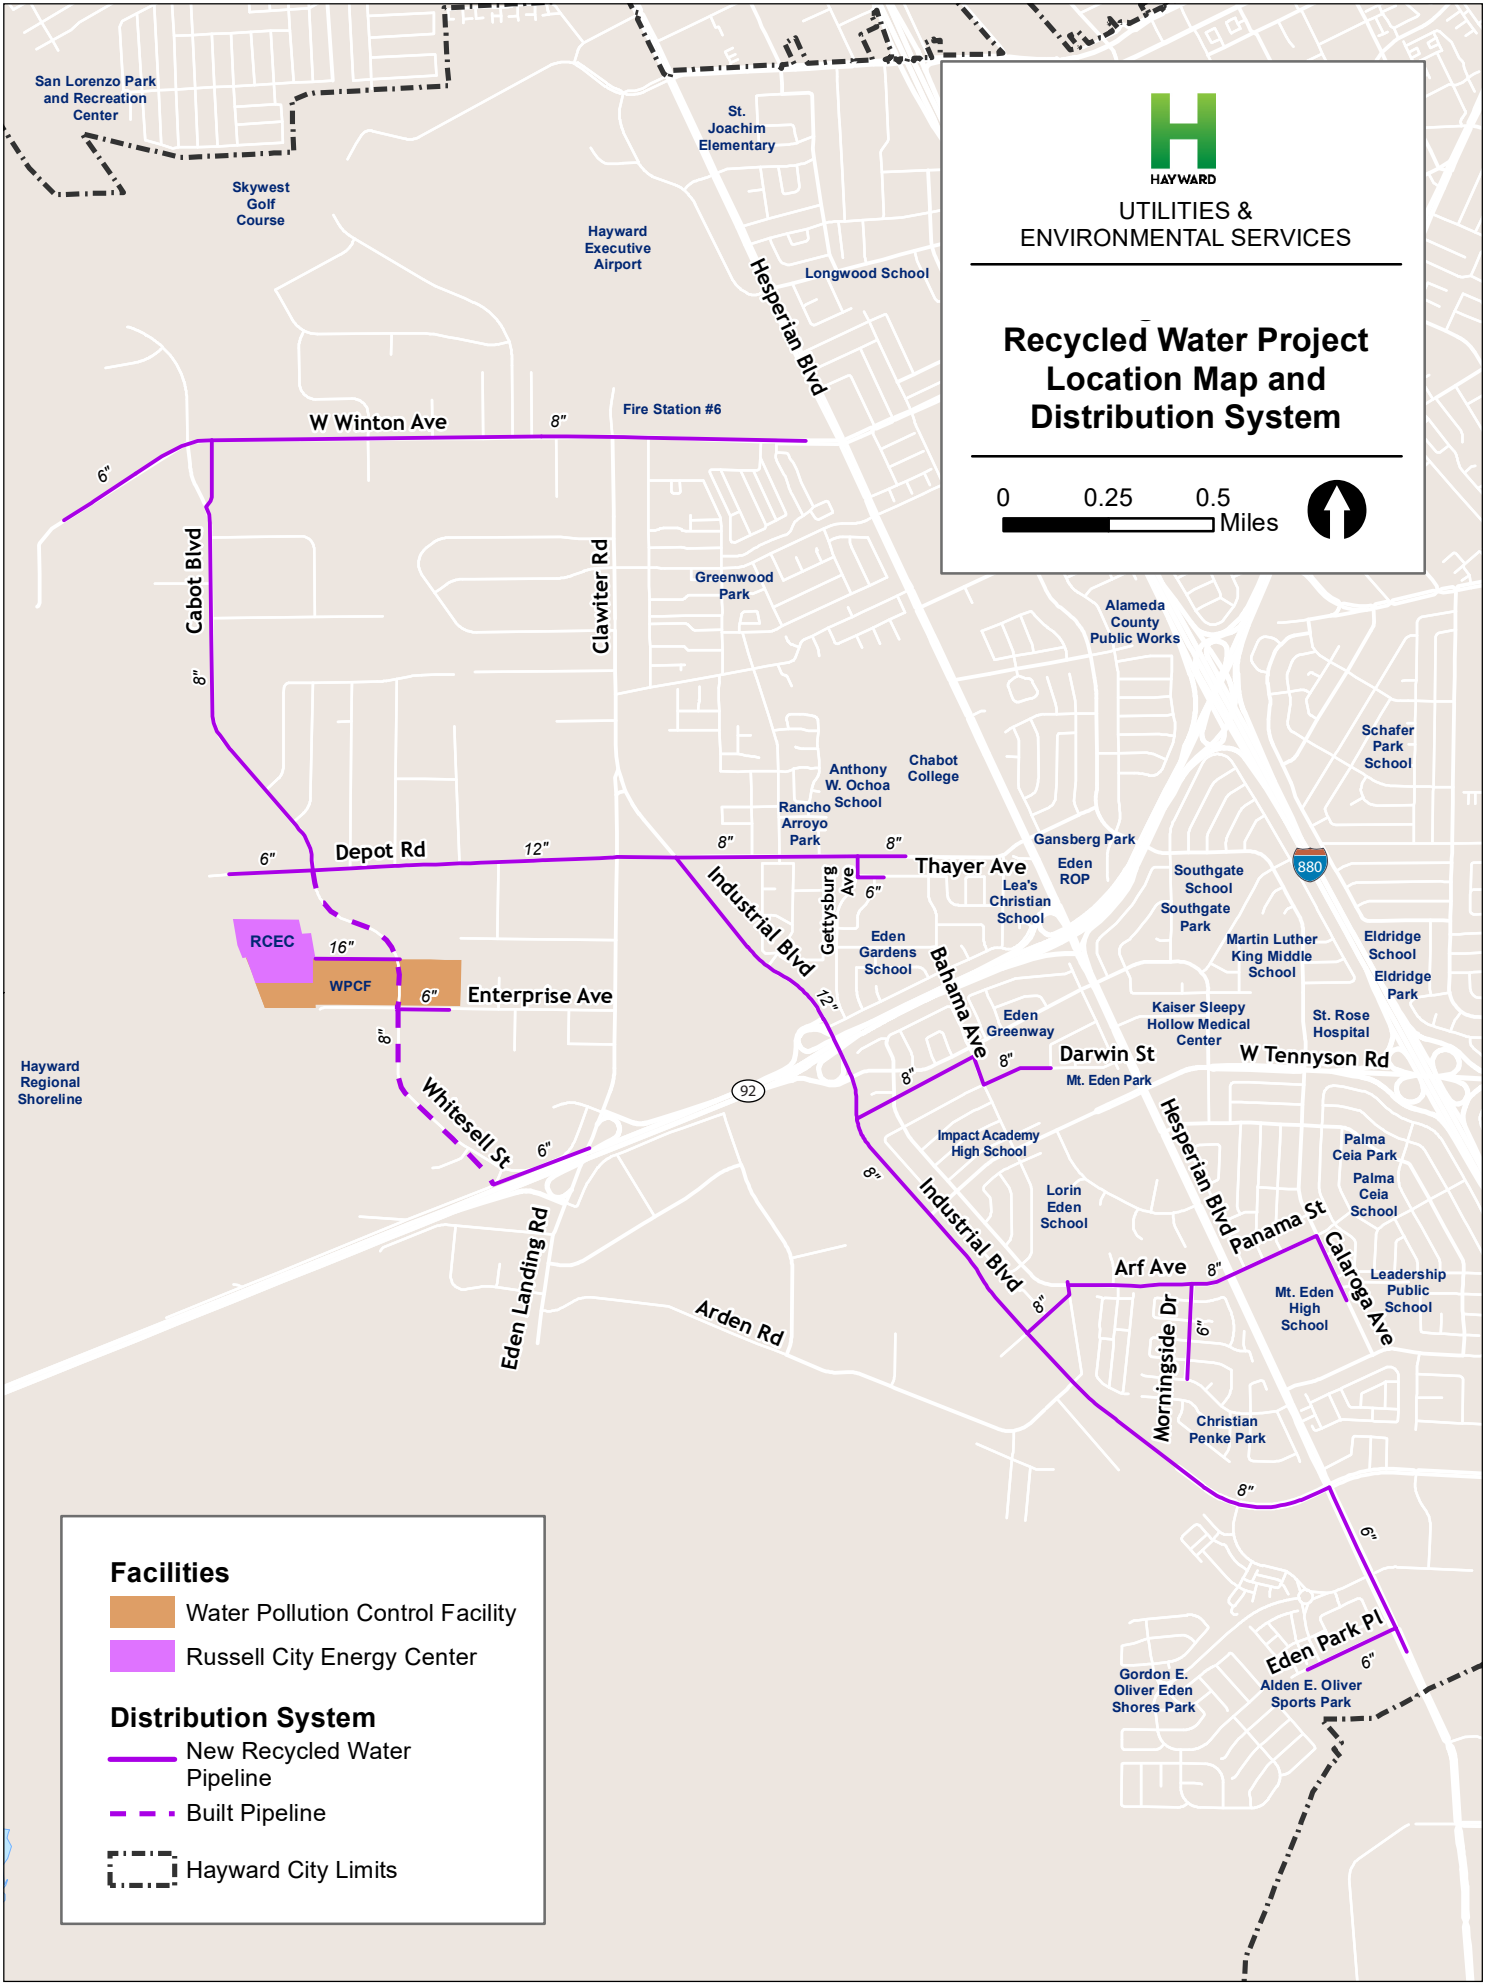 San Lorenzo Park
and Recreation
Center
Skywest
Golf
Course
Hayward
Executive
Airport
St.
Joachim
Elementary
Longwood School
Hesperian Blvd
HAYWARD
UTILITIES &
ENVIRONMENTAL SERVICES
Recycled Water Project
Location Map and
Distribution System
0 0.25 0.5
Miles
W Winton Ave
8"
Fire Station #6
6"
Cabot Blvd
8"
Clawiter Rd
Greenwood
Park
Alameda
County
Public Works
Schafer
Park
School
Chabot
College
Anthony
W. Ochoa
School
Rancho
Arroyo
Park
6"
Depot Rd
12"
8"
8"
Thayer Ave
Gettysburg
Ave
6"
Gansberg Park
Eden
ROP
Lea's
Christian
School
880
Southgate
School
Southgate
Park
Martin Luther
King Middle
School
Eldridge
School
Eldridge
Park
RCEC
16"
WPCF
6"
Enterprise Ave
8"
Industrial Blvd
12"
Eden
Gardens
School
Bahama Ave
Eden
Greenway
8"
8"
Darwin St
Mt. Eden Park
Kaiser Sleepy
Hollow Medical
Center
St. Rose
Hospital
W Tennyson Rd
Hayward
Regional
Shoreline
92
Whitesell St
6"
Eden Landing Rd
Arden Rd
Impact Academy
High School
8"
Industrial Blvd
Lorin
Eden
School
Hesperian Blvd
Palma
Ceia Park
Palma
Ceia
School
Panama St
Calaroga Ave
Leadership
Public
School
Mt. Eden
High
School
Arf Ave
8"
8"
Morningside Dr
6"
Christian
Penke Park
8"
6"
Eden Park Pl
6"
Gordon E.
Oliver Eden
Shores Park
Alden E. Oliver
Sports Park
Facilities
Water Pollution Control Facility
Russell City Energy Center
Distribution System
New Recycled Water
Pipeline
Built Pipeline
Hayward City Limits